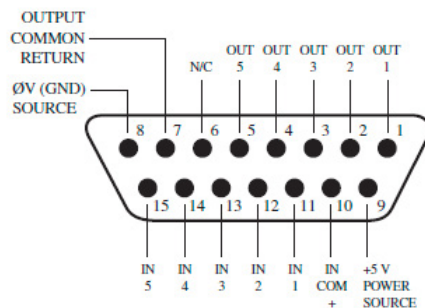 OUTPUT
COMMON
RETURN
ØV (GND)
SOURCE
N/C
OUT
5
OUT
4
OUT
3
OUT
2
OUT
1
8 7 6 5 4 3 2 1
15 14 13 12 11 10 9
IN
5
IN
4
IN
3
IN
2
IN
1
IN
COM
+
+5 V
POWER
SOURCE